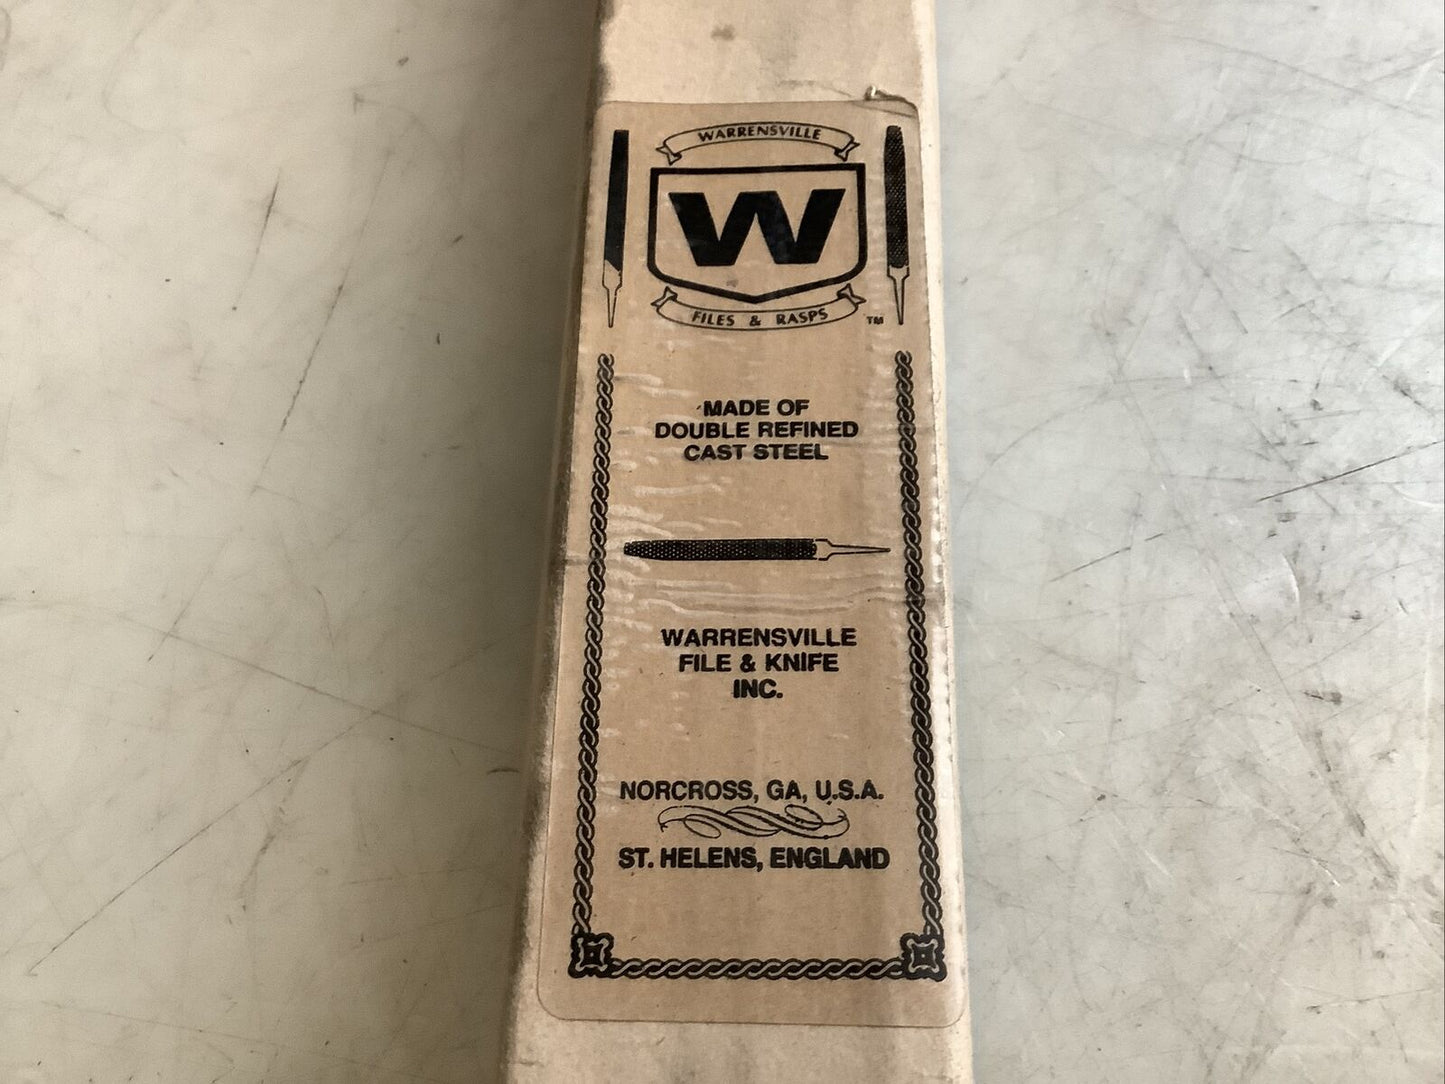 WARRENSVILLE
W
FILES & RASPS
TM
MADE OF
DOUBLE REFINED
CAST STEEL
WARRENSVILLE
FILE & KNIFE
INC.
NORCROSS, GA, U.S.A.
ST. HELENS, ENGLAND